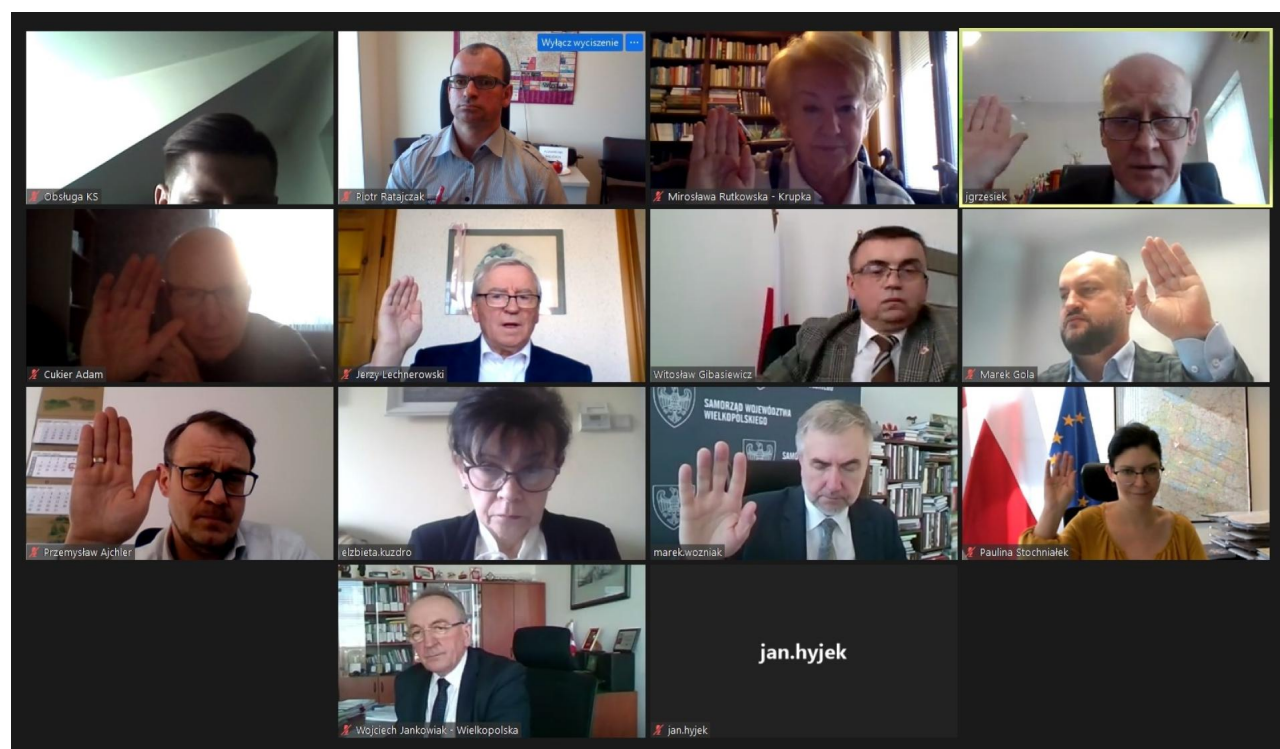 Wyłącz wyciszenie ...
Obsługa KS
Piotr Ratajczak
Mirosława Rutkowska - Krupka
jgrzesiek
Cukier Adam
Jerzy Lechnerowski
Witosław Gibasiewicz
Marek Gola
SAMORZĄD WOJEWÓDZTWA
WIELKOPOLSKIEGO
Przemysław Ajchler
elzbieta.kuzdro
marek.wozniak
Paulina Stochniałek
jan.hyjek
Wojciech Jankowiak - Wielkopolska
jan.hyjek